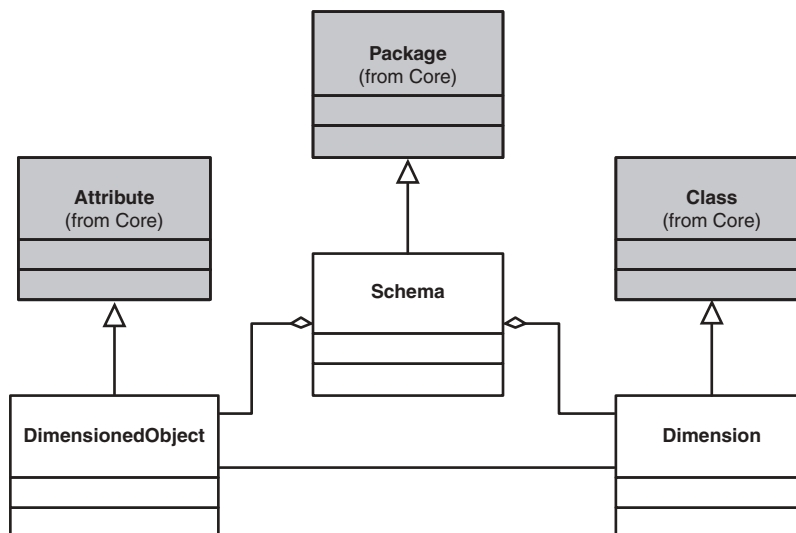 Package
(from Core)
Attribute
(from Core)
Class
(from Core)
Schema
DimensionedObject
Dimension